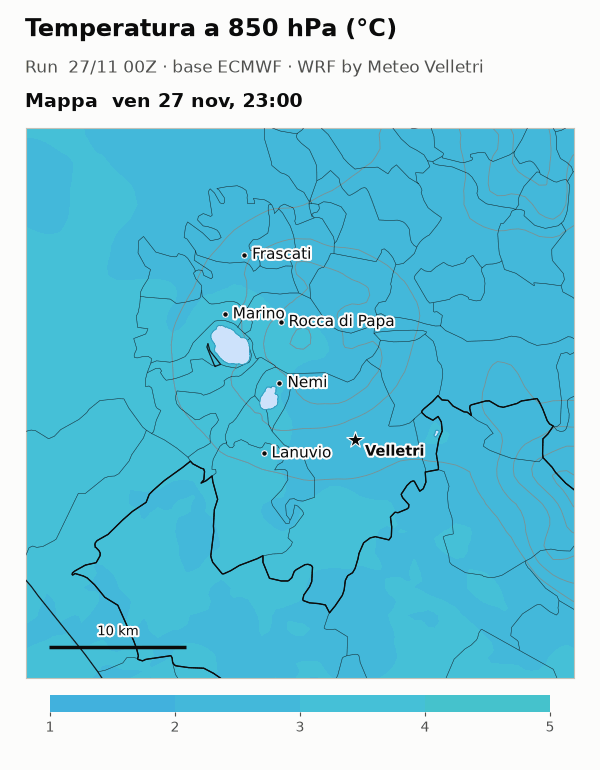 Temperatura a 850 hPa (°C)
Run  27/11 00Z · base ECMWF · WRF by Meteo Velletri
Mappa  ven 27 nov, 23:00
Frascati
Marino
Rocca di Papa
Nemi
Velletri
Lanuvio
10 km
1 2 3 4 5